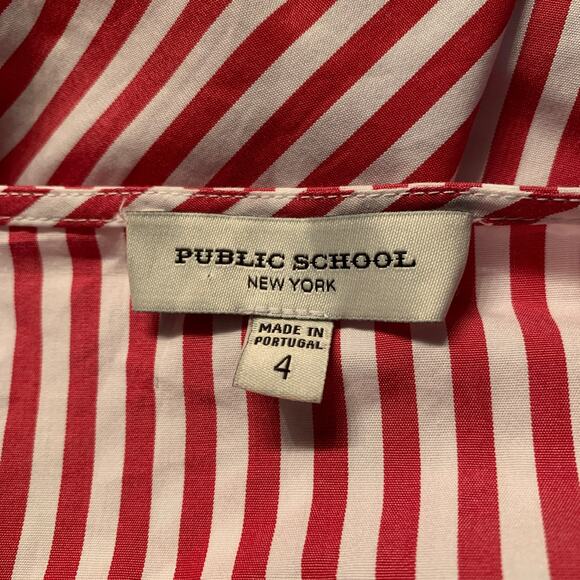 PUBLIC SCHOOL
NEW YORK
MADE IN
PORTUGAL
4